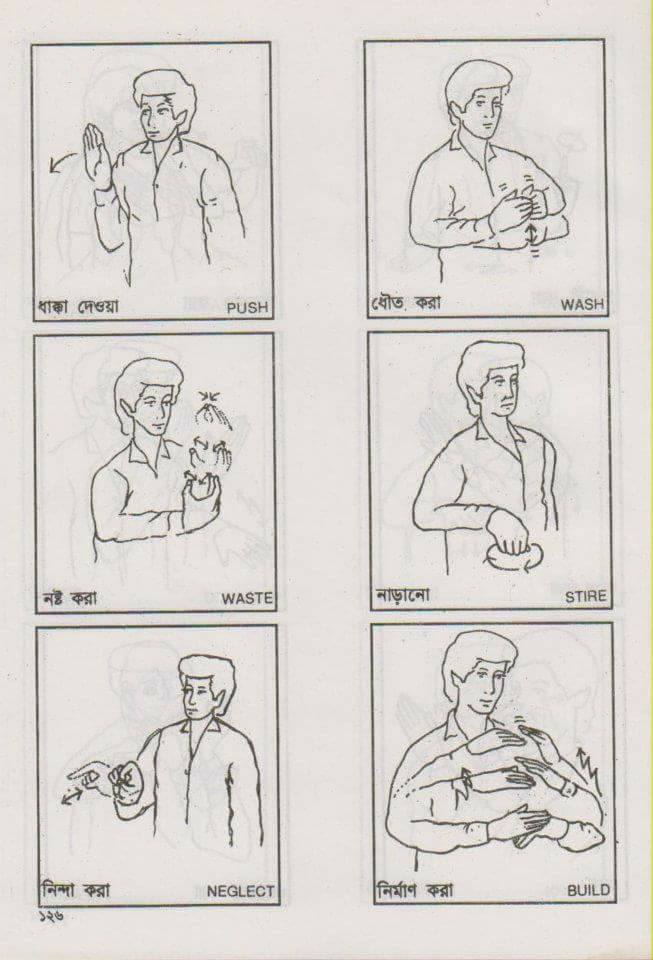 ধাক্কা দেওয়া PUSH
ধৌত. করা WASH
নষ্ট করা WASTE
নাড়ানো STIRE
নিন্দা করা NEGLECT
নির্মাণ করা BUILD
১২৬